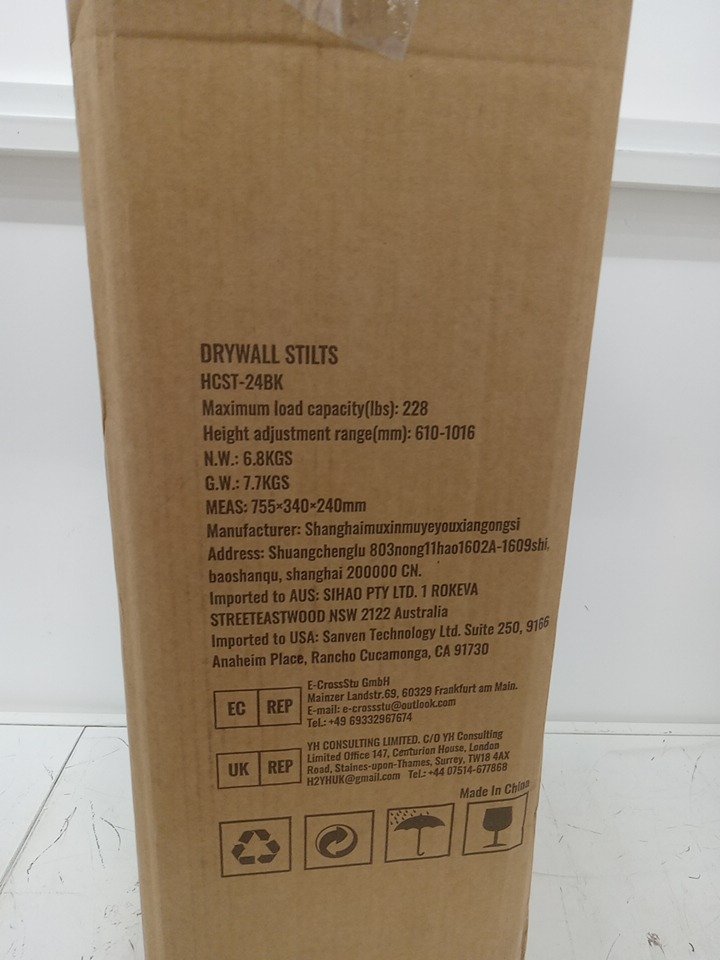 DRYWALL STILTS
HCST-24BK
Maximum load capacity(lbs): 228
Height adjustment range(mm): 610-1016
N.W.: 6.8KGS
G.W.: 7.7KGS
MEAS: 755×340×240mm
Manufacturer: Shanghaimuxinmuyeyouxiangongsi
Address: Shuangchenglu 803nong11hao1602A-1609shi,
baoshanqu, shanghai 200000 CN.
Imported to AUS: SIHAO PTY LTD. 1 ROKEVA
STREETEASTWOOD NSW 2122 Australia
Imported to USA: Sanven Technology Ltd. Suite 250, 9166
Anaheim Place, Rancho Cucamonga, CA 91730
EC REP
E-CrossStu GmbH
Mainzer Landstr.69, 60329 Frankfurt am Main.
E-mail: e-crossstu@outlook.com
Tel.: +49 69332967674
UK REP
YH CONSULTING LIMITED. C/O YH Consulting
Limited Office 147, Centurion House, London
Road, Staines-upon-Thames, Surrey, TW18 4AX
H2YHUK@gmail.com Tel.: +44 07514-677868
Made In China